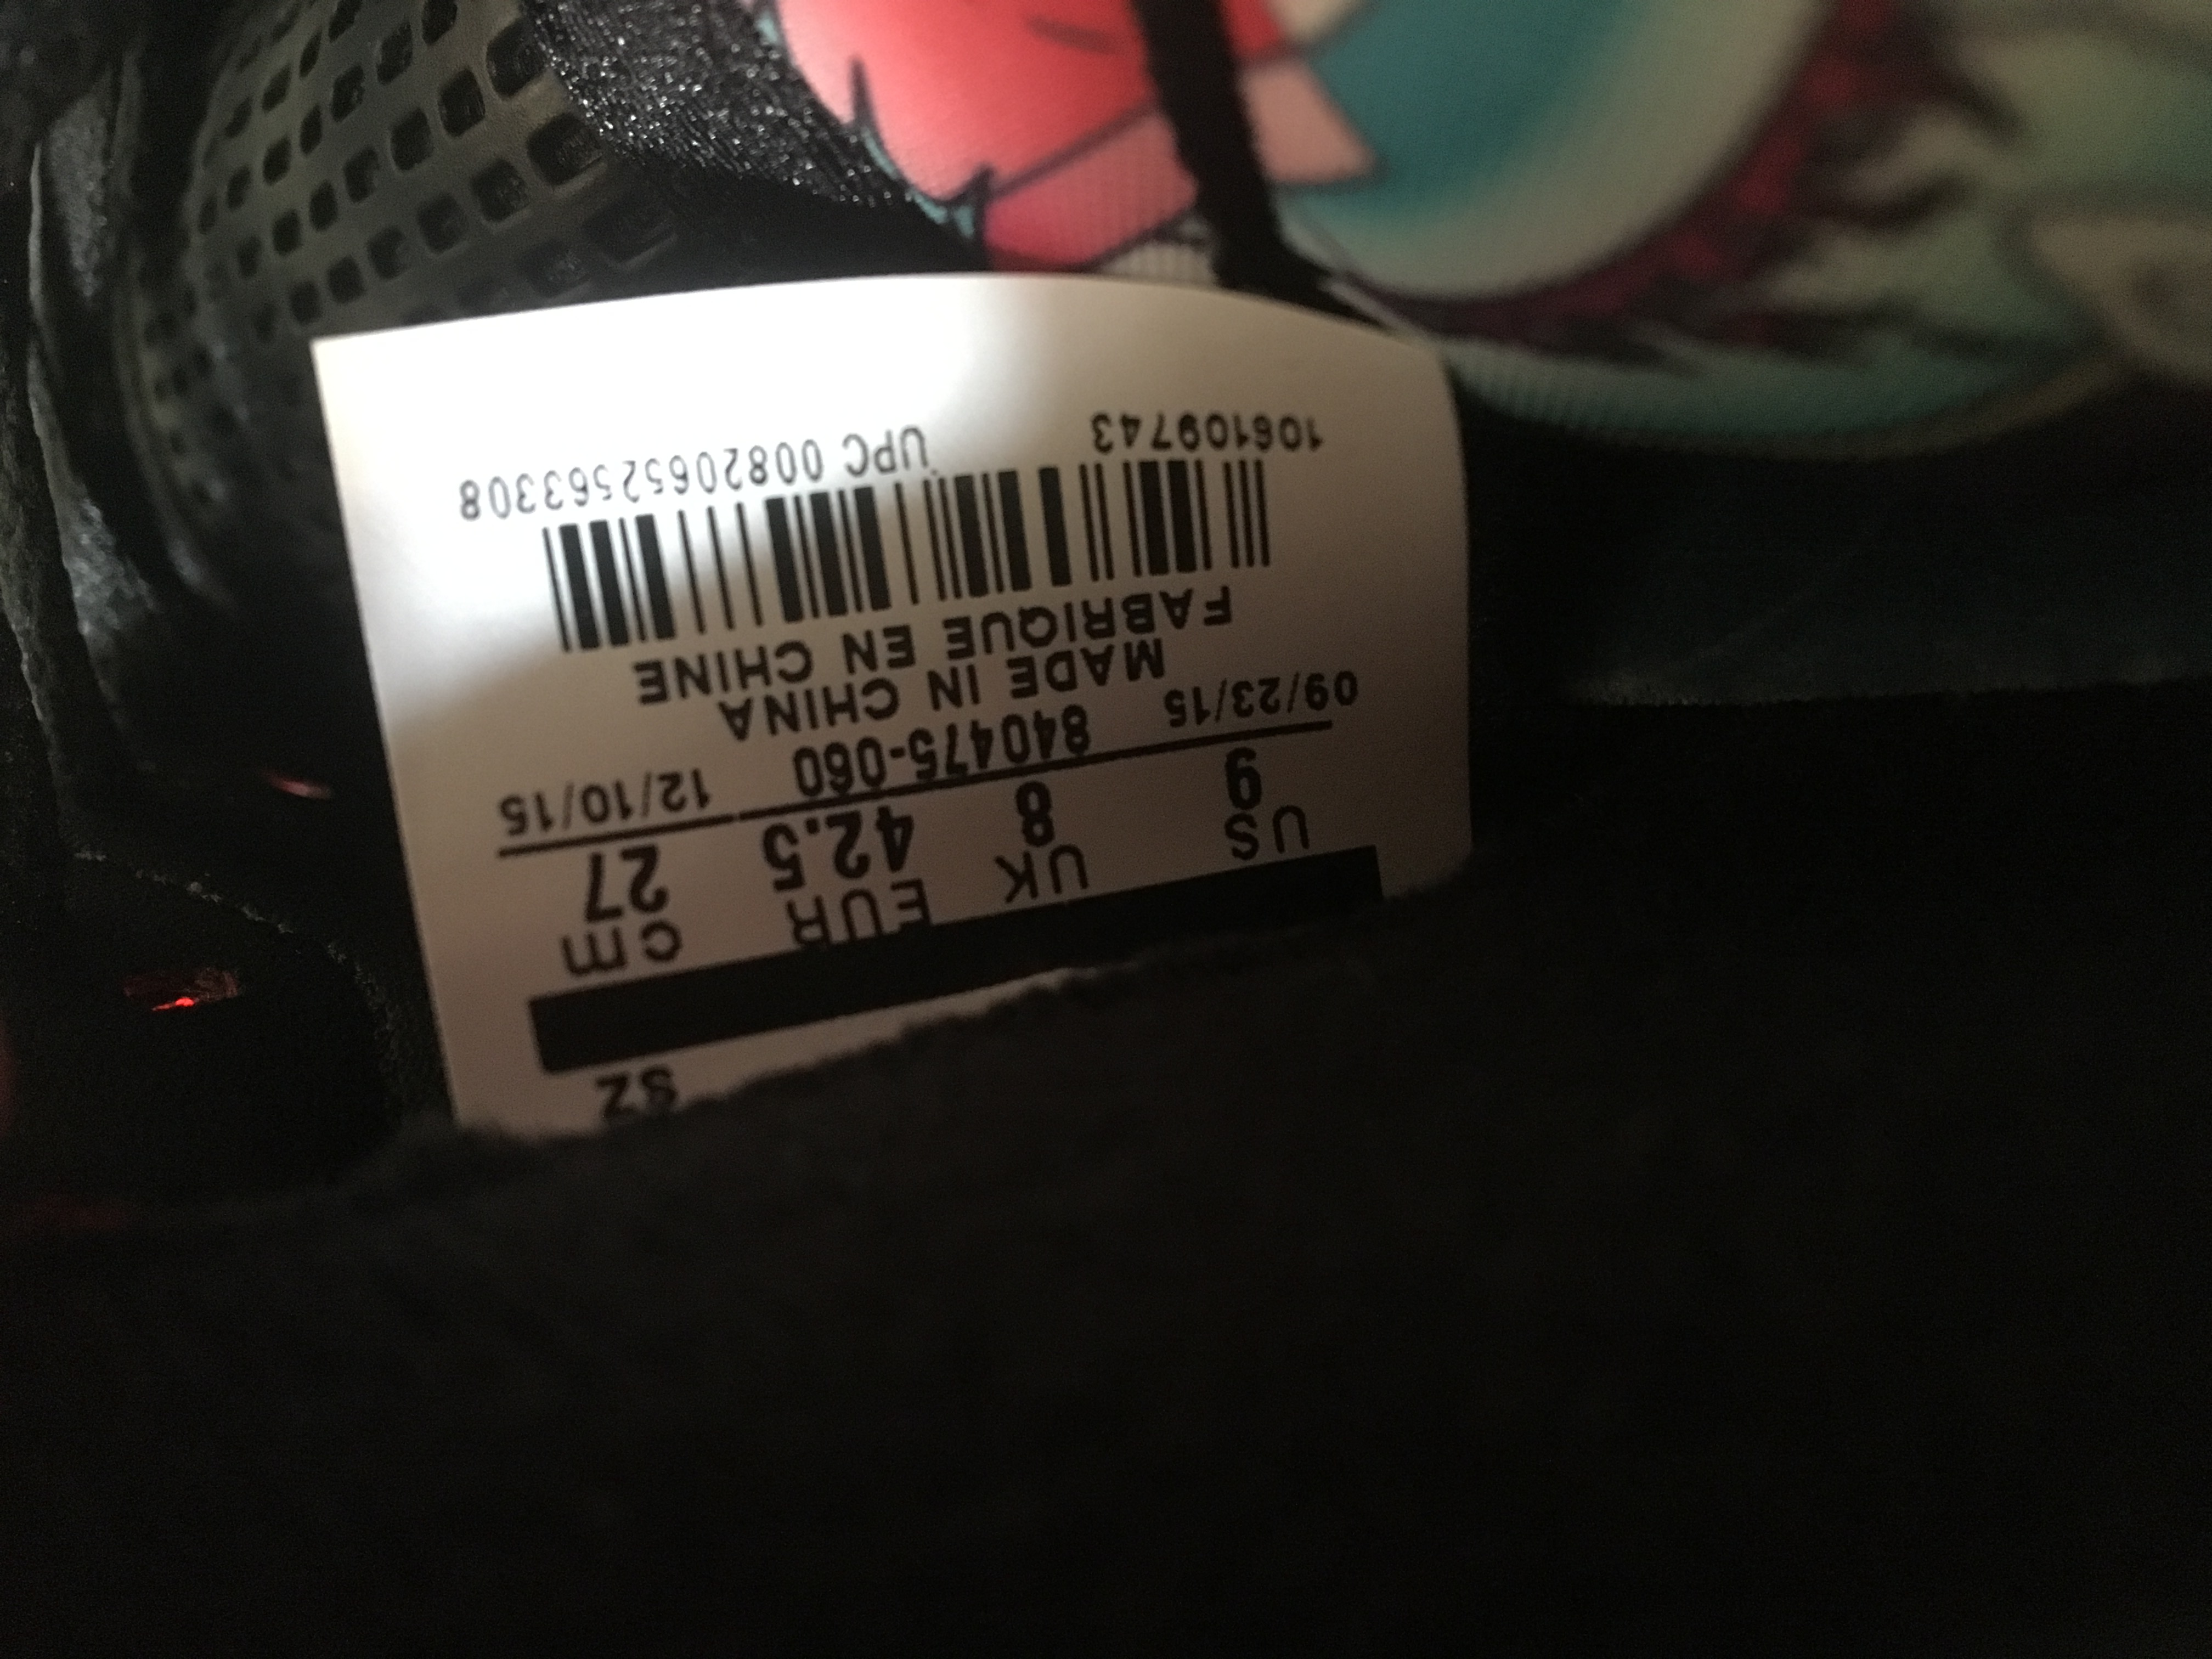 SZ
US UK EUR cm
9 8 42.5 27
09/23/15 840475-060 12/10/15
MADE IN CHINA
FABRIQUE EN CHINE
106109743 UPC 00820652563308